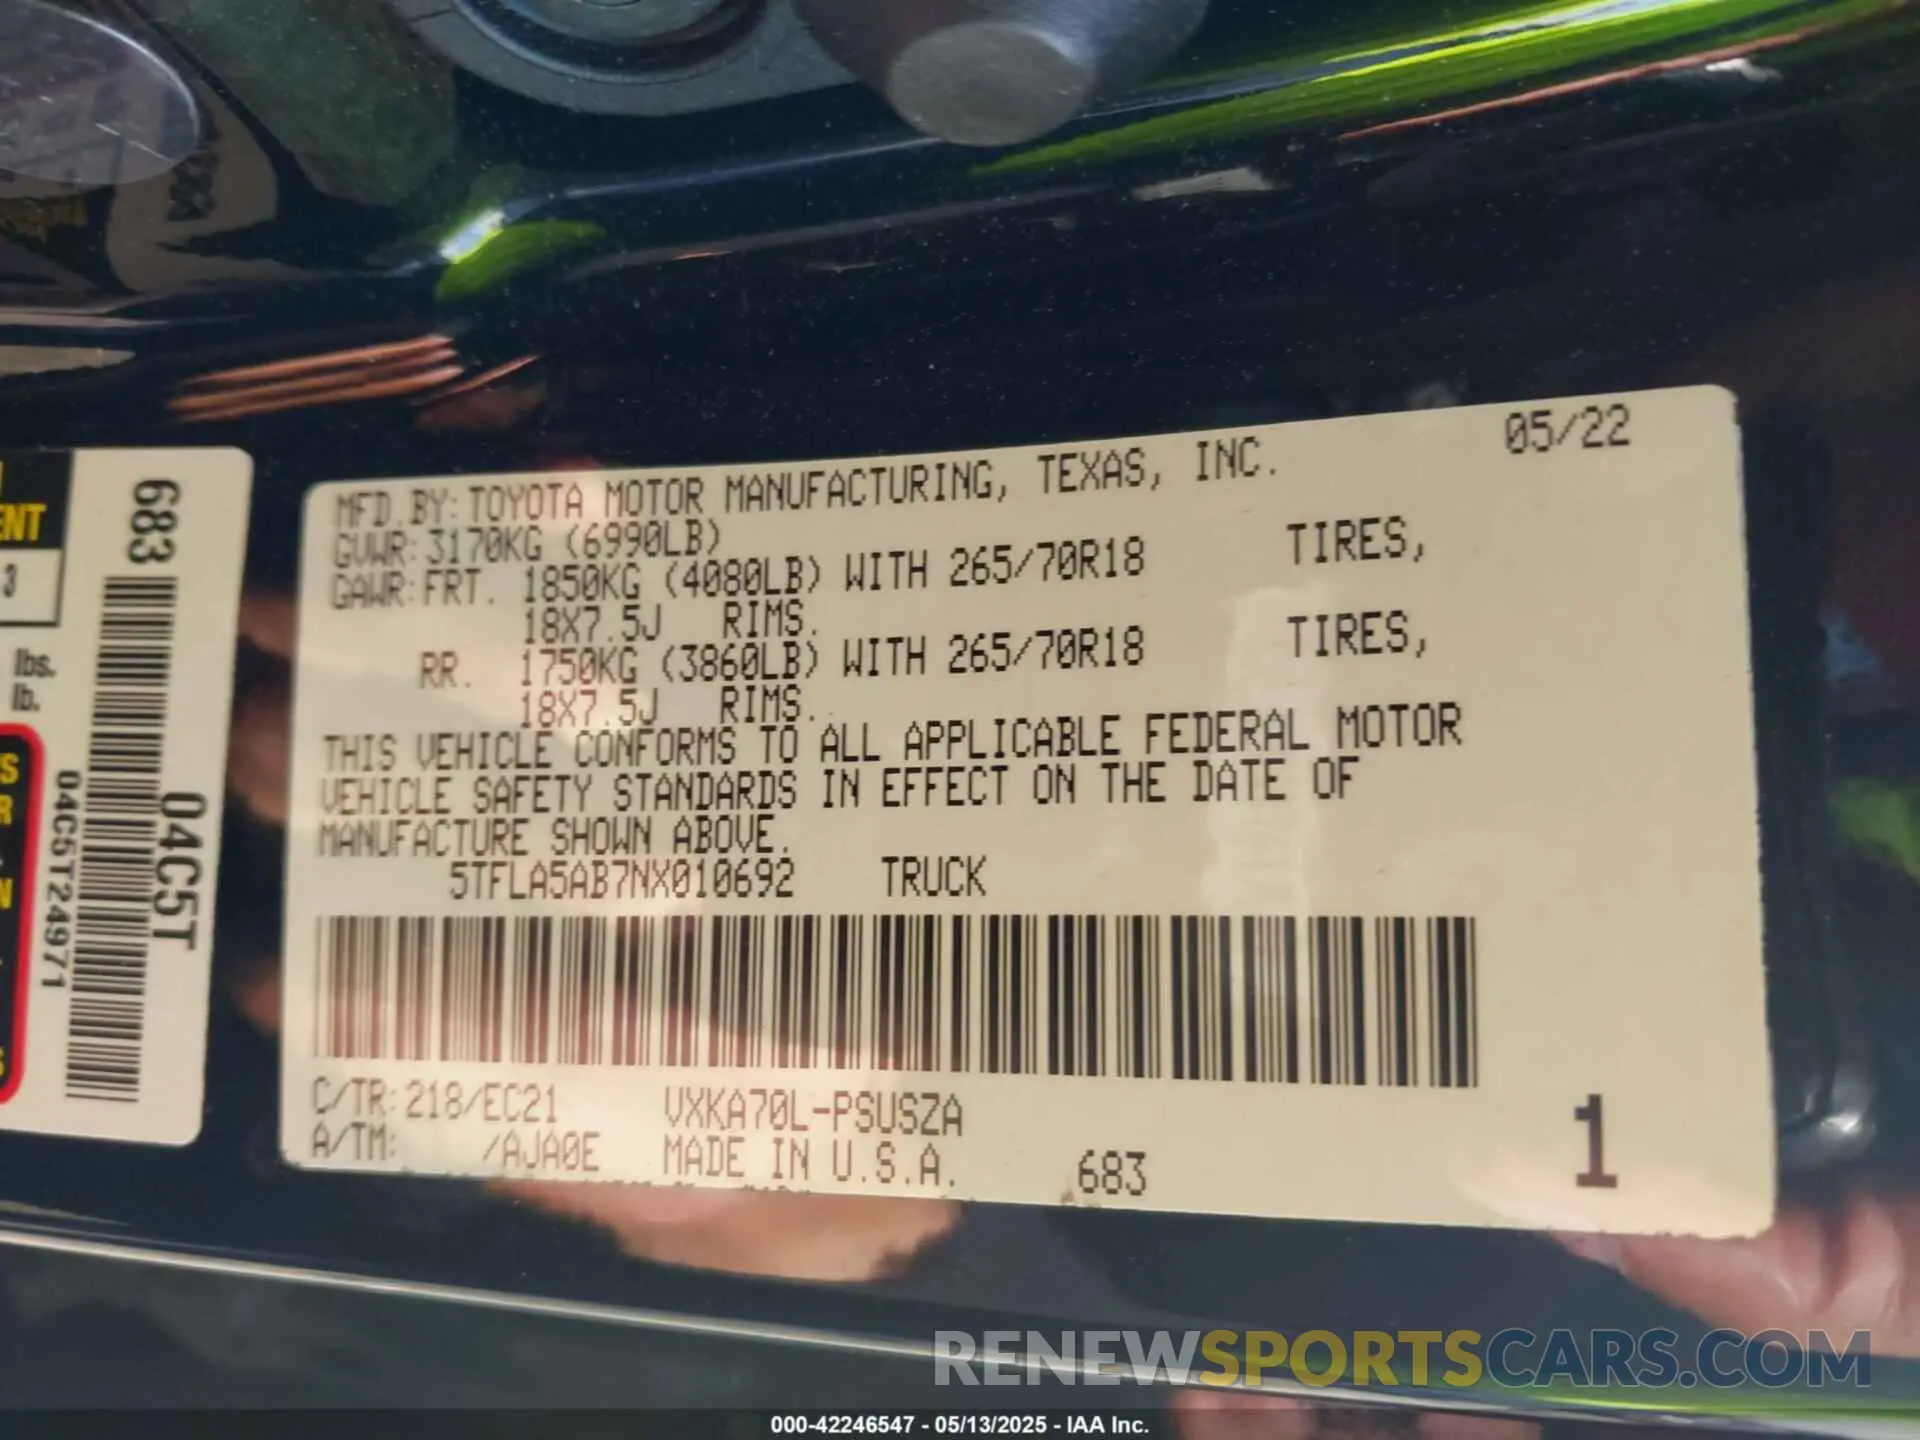 ENT
3
lbs.
lb.
S
R
N
S
683
04C5T
04C5T24971
05/22
MFD.BY: TOYOTA MOTOR MANUFACTURING, TEXAS, INC.
GVWR: 3170KG (6990LB)
GAWR: FRT. 1850KG (4080LB) WITH 265/70R18 TIRES,
18X7.5J RIMS.
RR. 1750KG (3860LB) WITH 265/70R18 TIRES,
18X7.5J RIMS.
THIS VEHICLE CONFORMS TO ALL APPLICABLE FEDERAL MOTOR
VEHICLE SAFETY STANDARDS IN EFFECT ON THE DATE OF
MANUFACTURE SHOWN ABOVE.
5TFLA5AB7NX010692 TRUCK
C/TR: 218/EC21 VXKA70L-PSUSZA
A/TM: /AJA0E MADE IN U.S.A. 683
1
RENEWSPORTSCARS.COM
000-42246547 - 05/13/2025 - IAA Inc.